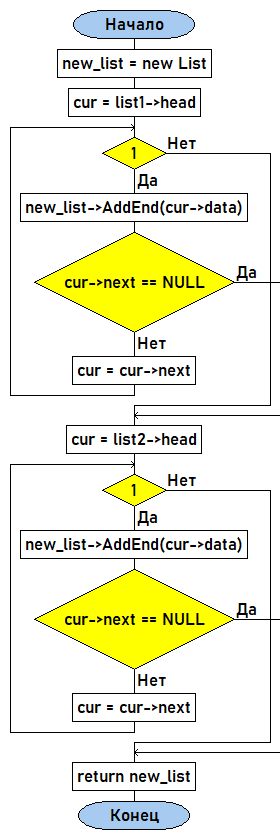 Начало
new_list = new List
cur = list1->head
1
Нет
Да
new_list->AddEnd(cur->data)
cur->next == NULL
Да
Нет
cur = cur->next
cur = list2->head
1
Нет
Да
new_list->AddEnd(cur->data)
cur->next == NULL
Да
Нет
cur = cur->next
return new_list
Конец